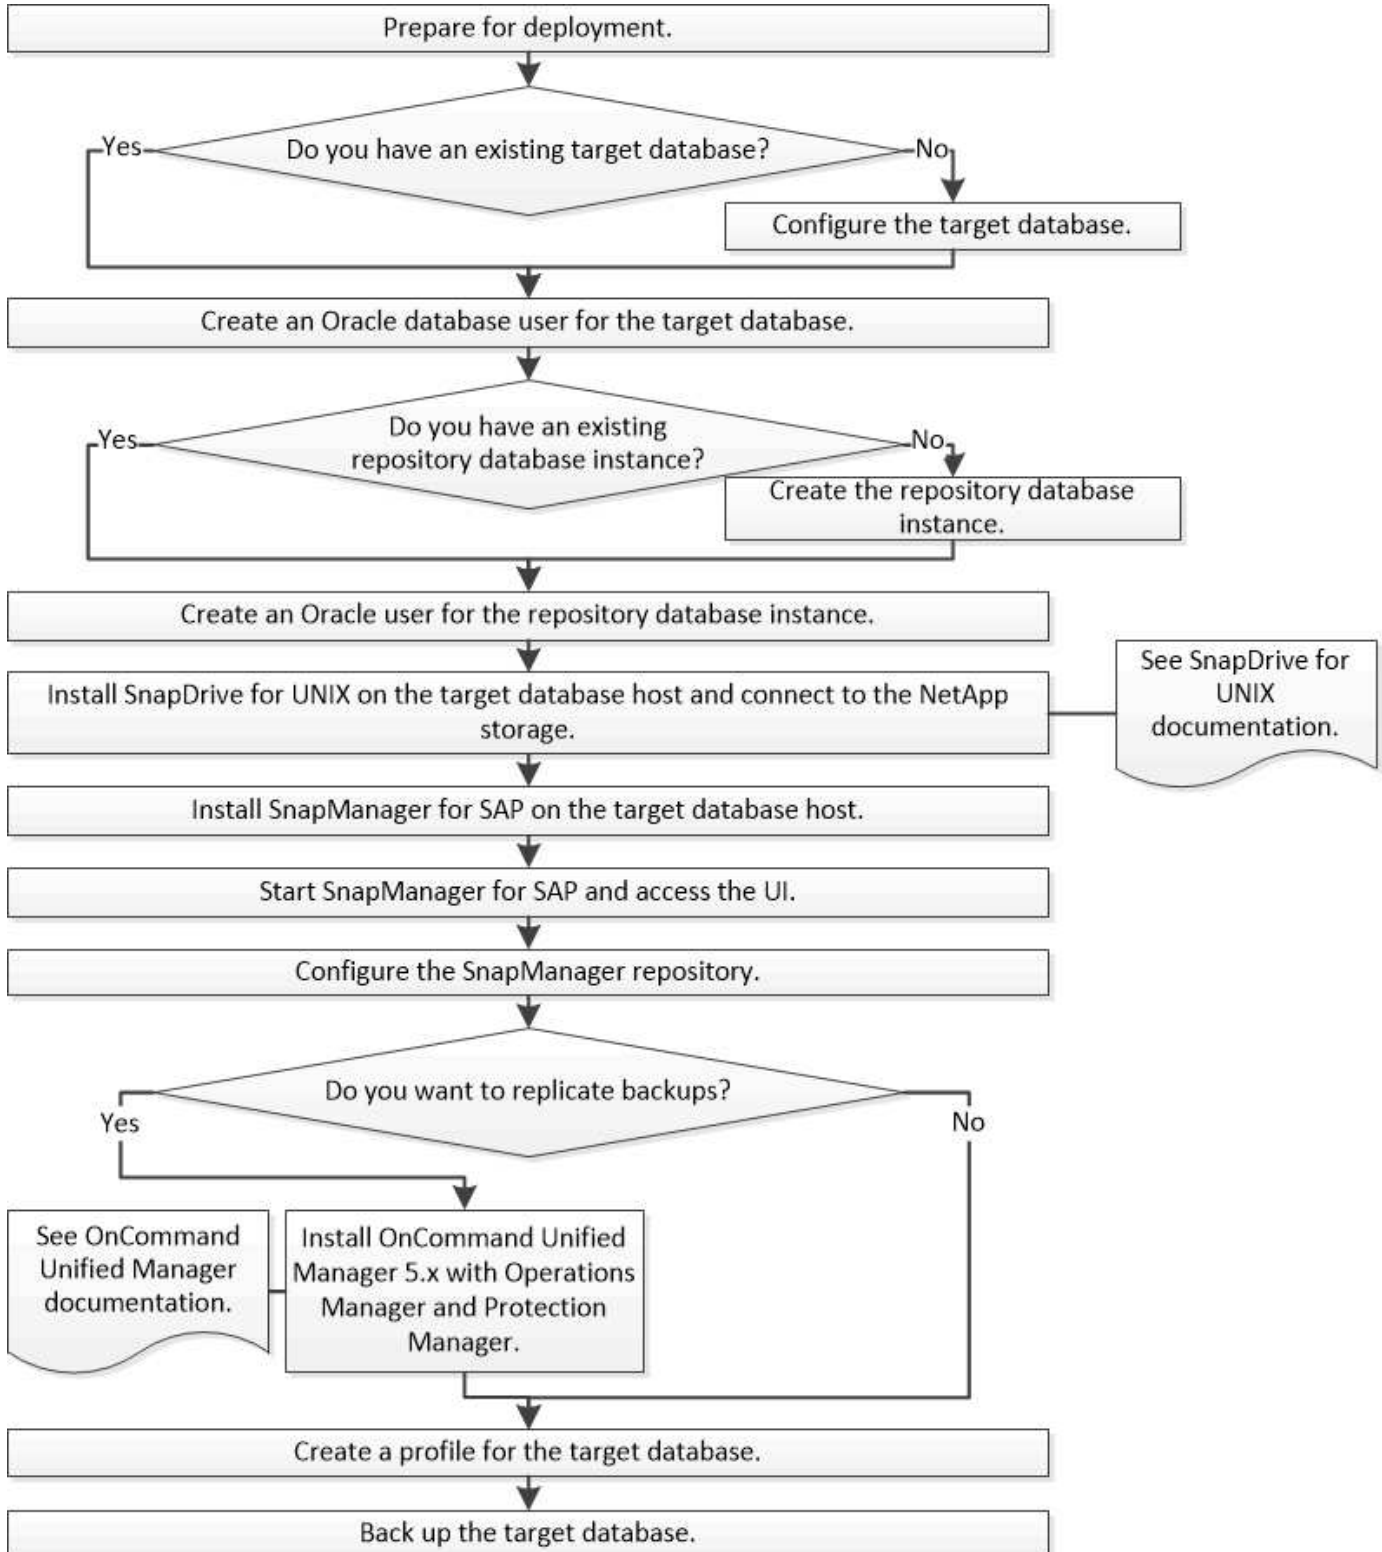 Prepare for deployment.
Do you have an existing target database?
Yes
No
Configure the target database.
Create an Oracle database user for the target database.
Do you have an existing
repository database instance?
Yes
No
Create the repository database
instance.
Create an Oracle user for the repository database instance.
Install SnapDrive for UNIX on the target database host and connect to the NetApp
storage.
See SnapDrive for
UNIX
documentation.
Install SnapManager for SAP on the target database host.
Start SnapManager for SAP and access the UI.
Configure the SnapManager repository.
Do you want to replicate backups?
Yes
No
See OnCommand
Unified Manager
documentation.
Install OnCommand Unified
Manager 5.x with Operations
Manager and Protection
Manager.
Create a profile for the target database.
Back up the target database.